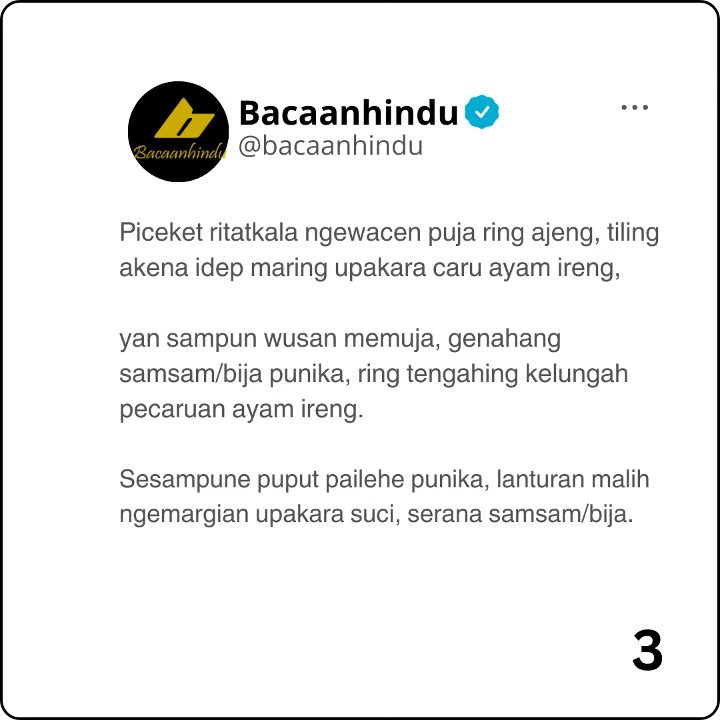 Bacaanhindu
Bacaanhindu
@bacaanhindu
Piceket ritatkala ngewacen puja ring ajeng, tiling
akena idep maring upakara caru ayam ireng,
yan sampun wusan memuja, genahang
samsam/bija punika, ring tengahing kelungah
pecaruan ayam ireng.
Sesampune puput pailehe punika, lanturan malih
ngemargian upakara suci, serana samsam/bija.
3